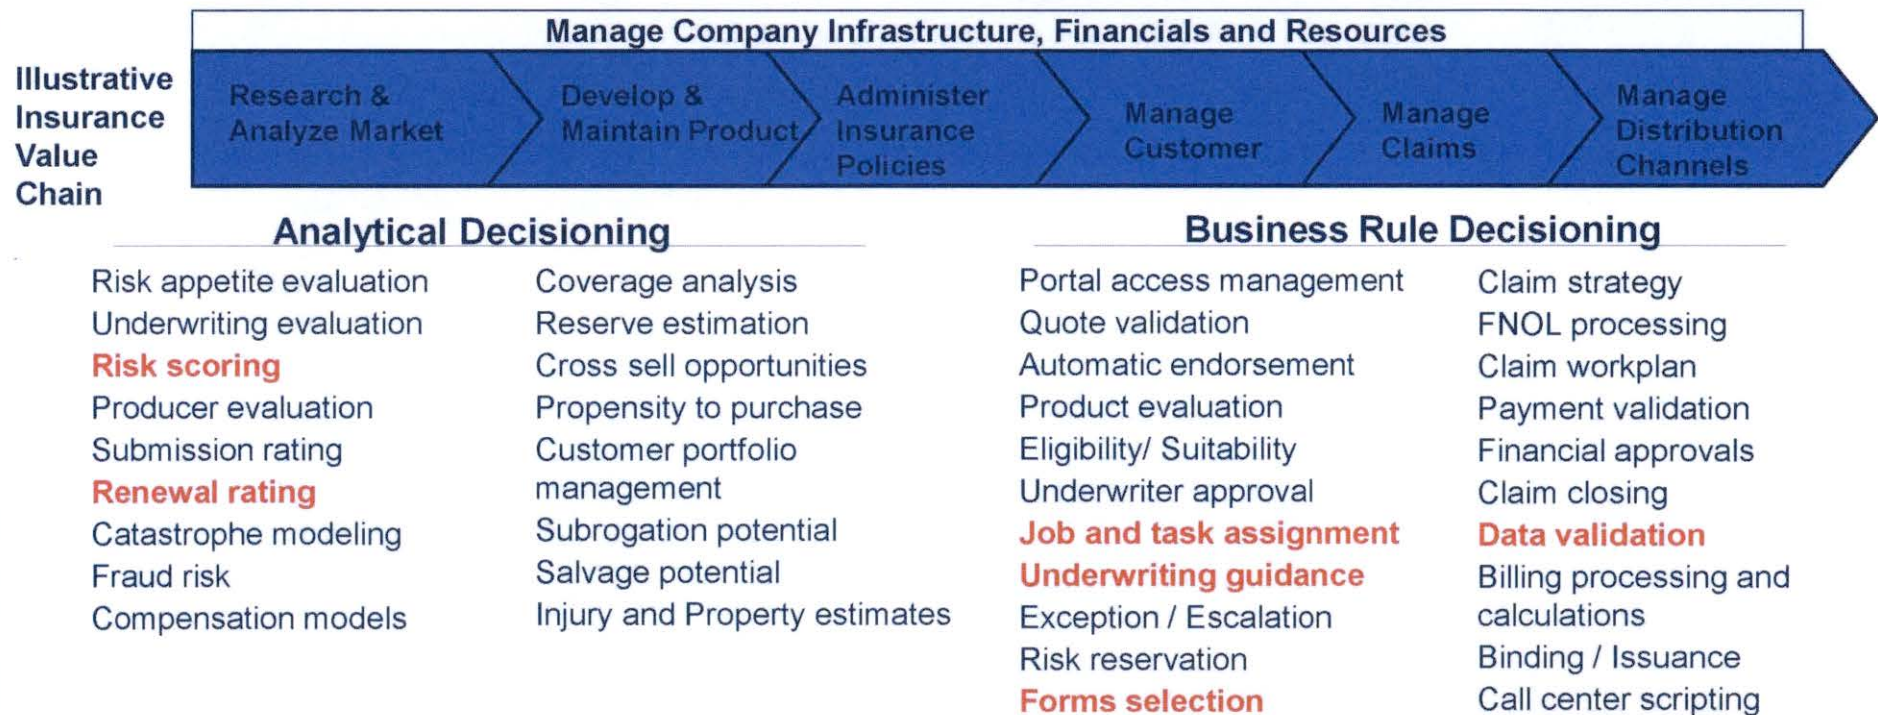 Manage Company Infrastructure, Financials and Resources
Illustrative
Insurance
Value
Chain
Research &
Analyze Market
Develop &
Maintain Product
Administer
Insurance
Policies
Manage
Customer
Manage
Claims
Manage
Distribution
Channels
Analytical Decisioning
Risk appetite evaluation
Underwriting evaluation
Risk scoring
Producer evaluation
Submission rating
Renewal rating
Catastrophe modeling
Fraud risk
Compensation models
Coverage analysis
Reserve estimation
Cross sell opportunities
Propensity to purchase
Customer portfolio
management
Subrogation potential
Salvage potential
Injury and Property estimates
Business Rule Decisioning
Portal access management
Quote validation
Automatic endorsement
Product evaluation
Eligibility/ Suitability
Underwriter approval
Job and task assignment
Underwriting guidance
Exception / Escalation
Risk reservation
Forms selection
Claim strategy
FNOL processing
Claim workplan
Payment validation
Financial approvals
Claim closing
Data validation
Billing processing and
calculations
Binding / Issuance
Call center scripting